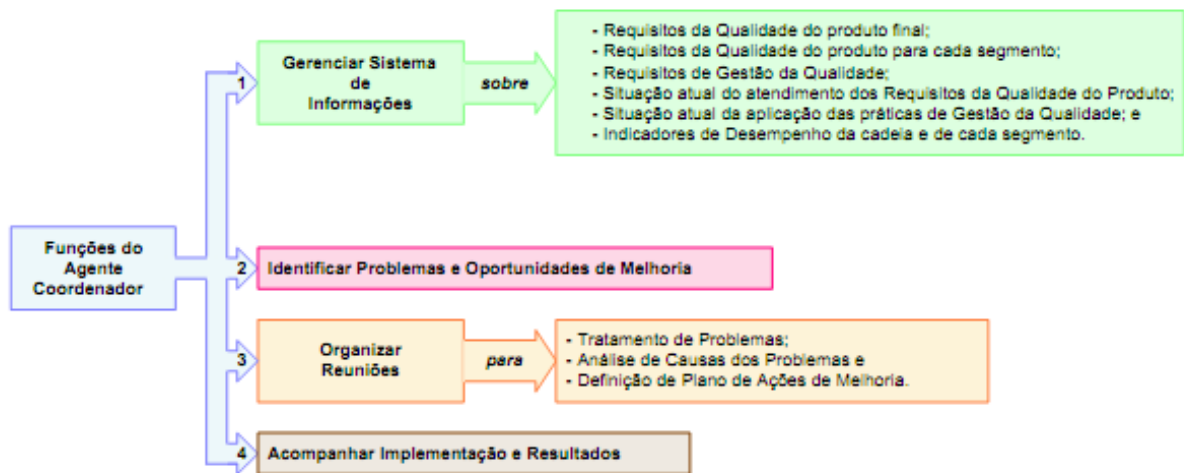 Funções do
Agente
Coordenador
1
Gerenciar Sistema
de
Informações
sobre
- Requisitos da Qualidade do produto final;
- Requisitos da Qualidade do produto para cada segmento;
- Requisitos de Gestão da Qualidade;
- Situação atual do atendimento dos Requisitos da Qualidade do Produto;
- Situação atual da aplicação das práticas de Gestão da Qualidade; e
- Indicadores de Desempenho da cadeia e de cada segmento.
2
Identificar Problemas e Oportunidades de Melhoria
3
Organizar
Reuniões
para
- Tratamento de Problemas;
- Análise de Causas dos Problemas e
- Definição de Plano de Ações de Melhoria.
4
Acompanhar Implementação e Resultados